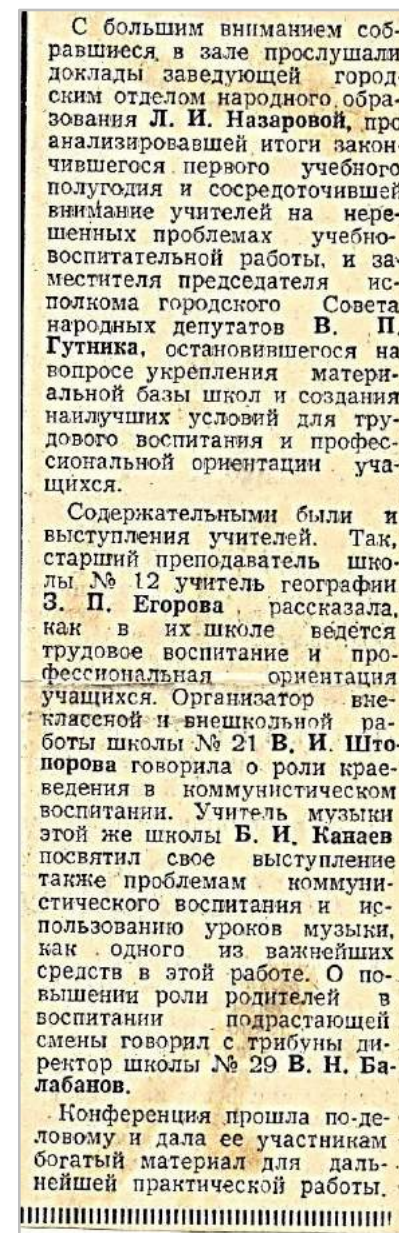 С большим вниманием соб-
равшиеся в зале прослушали
доклады заведующей город-
ским отделом народного обра-
зования Л. И. Назаровой, про
анализировавшей итоги закон-
чившегося первого учебного
полугодия и сосредоточившей
внимание учителей на нере-
шенных проблемах учебно-
воспитательной работы, и за-
местителя председателя ис-
полкома городского Совета
народных депутатов В. П.
Гутника, остановившегося на
вопросе укрепления матери-
альной базы школ и создания
наилучших условий для тру-
дового воспитания и профес-
сиональной ориентации уча-
щихся.
Содержательными были и
выступления учителей. Так,
старший преподаватель шко-
лы № 12 учитель географии
З. П. Егорова рассказала,
как в их школе ведется
трудовое воспитание и про-
фессиональная ориентация
учащихся. Организатор вне-
классной и внешкольной ра-
боты школы № 21 В. И. Што-
порова говорила о роли крае-
ведения в коммунистическом
воспитании. Учитель музыки
этой же школы Б. И. Канаев
посвятил свое выступление
также проблемам коммуни-
стического воспитания и ис-
пользованию уроков музыки,
как одного из важнейших
средств в этой работе. О по-
вышении роли родителей в
воспитании подрастающей
смены говорил с трибуны ди-
ректор школы № 29 В. Н. Ба-
лабанов.
Конференция прошла по-де-
ловому и дала ее участникам
богатый материал для даль-
нейшей практической работы.